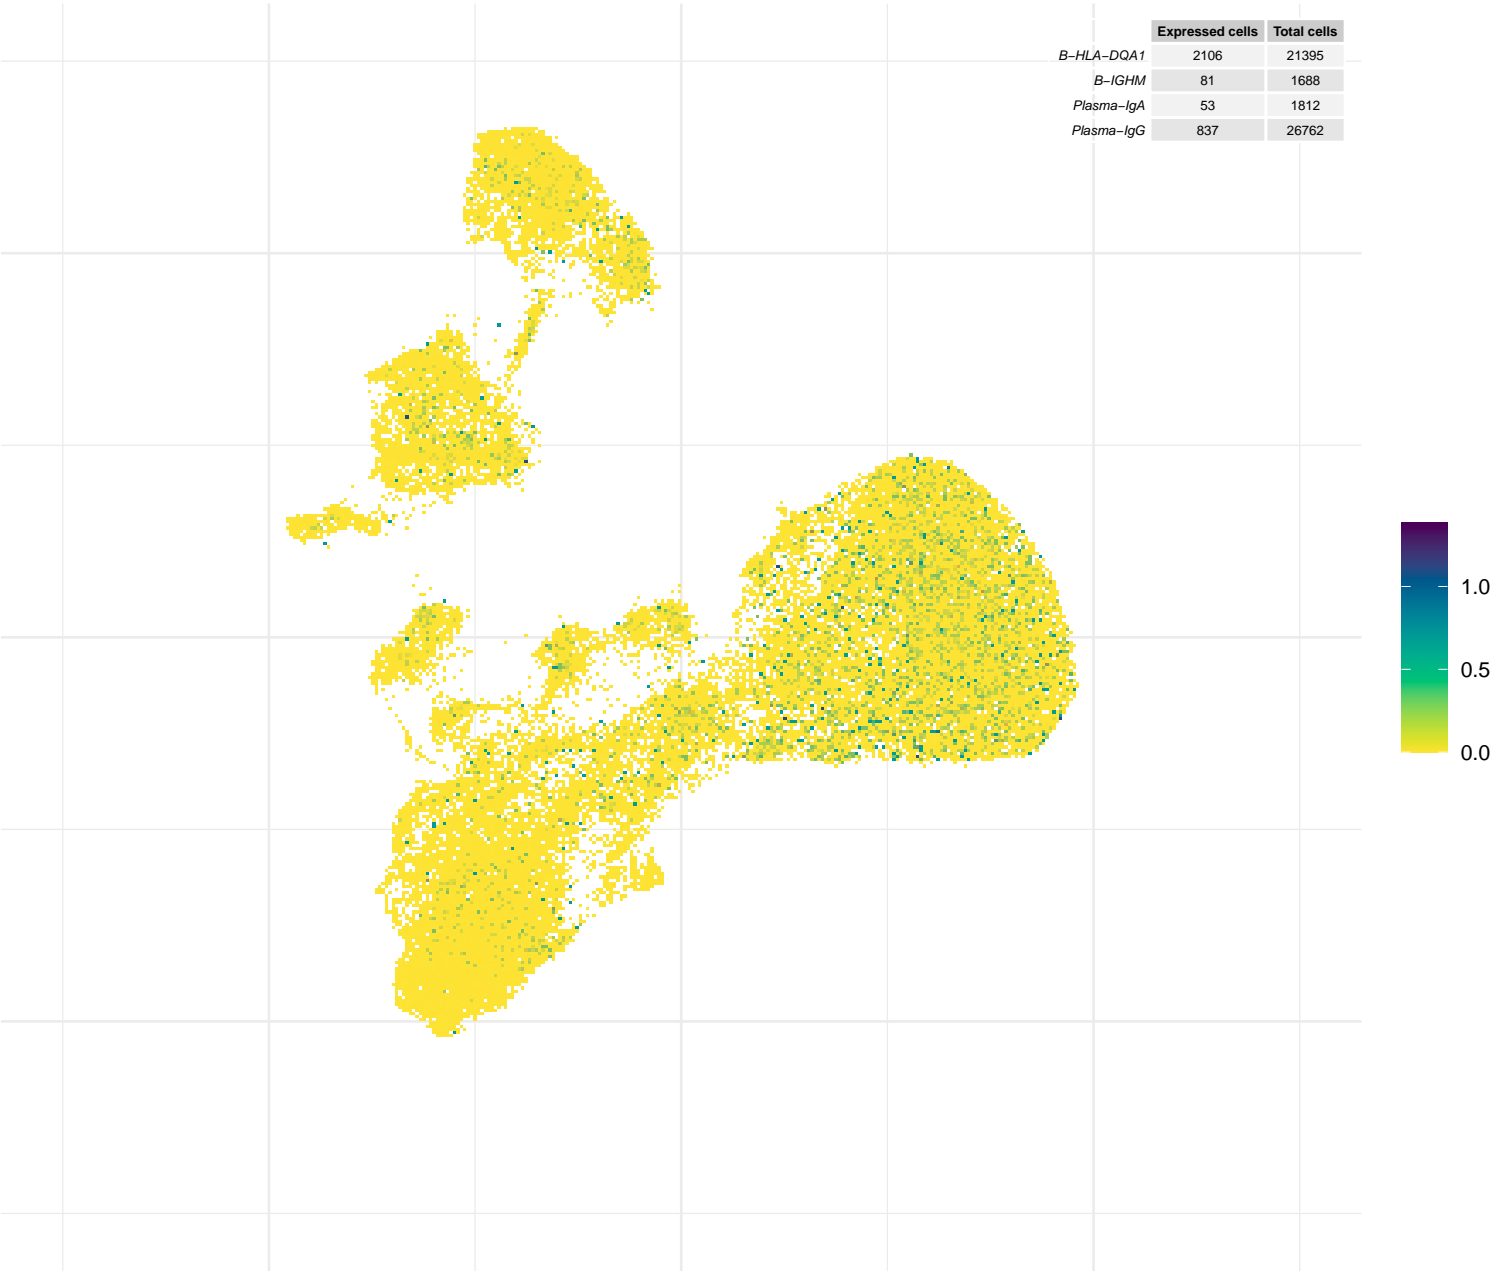 Expressed cells Total cells
B−HLA−DQA1 2106 21395
B−IGHM 81 1688
Plasma−IgA 53 1812
Plasma−IgG 837 26762
1.0
0.5
0.0